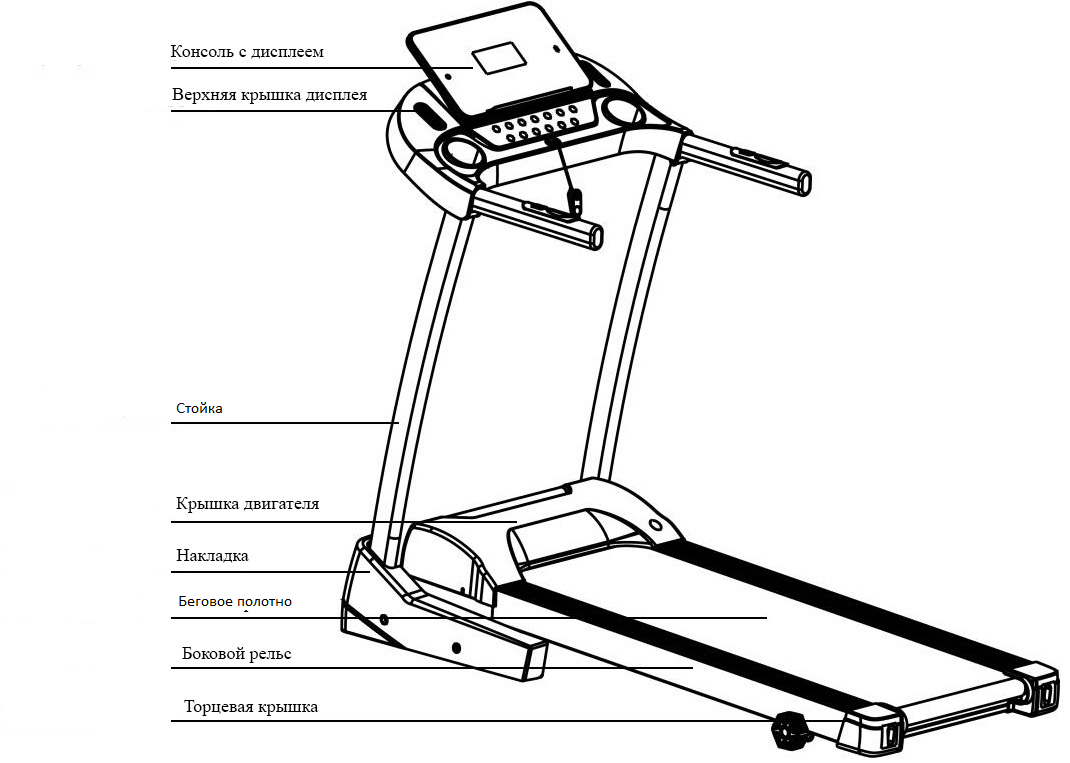 Консоль с дисплеем
Верхняя крышка дисплея
Стойка
Крышка двигателя
Накладка
Беговое полотно
Боковой рельс
Торцевая крышка